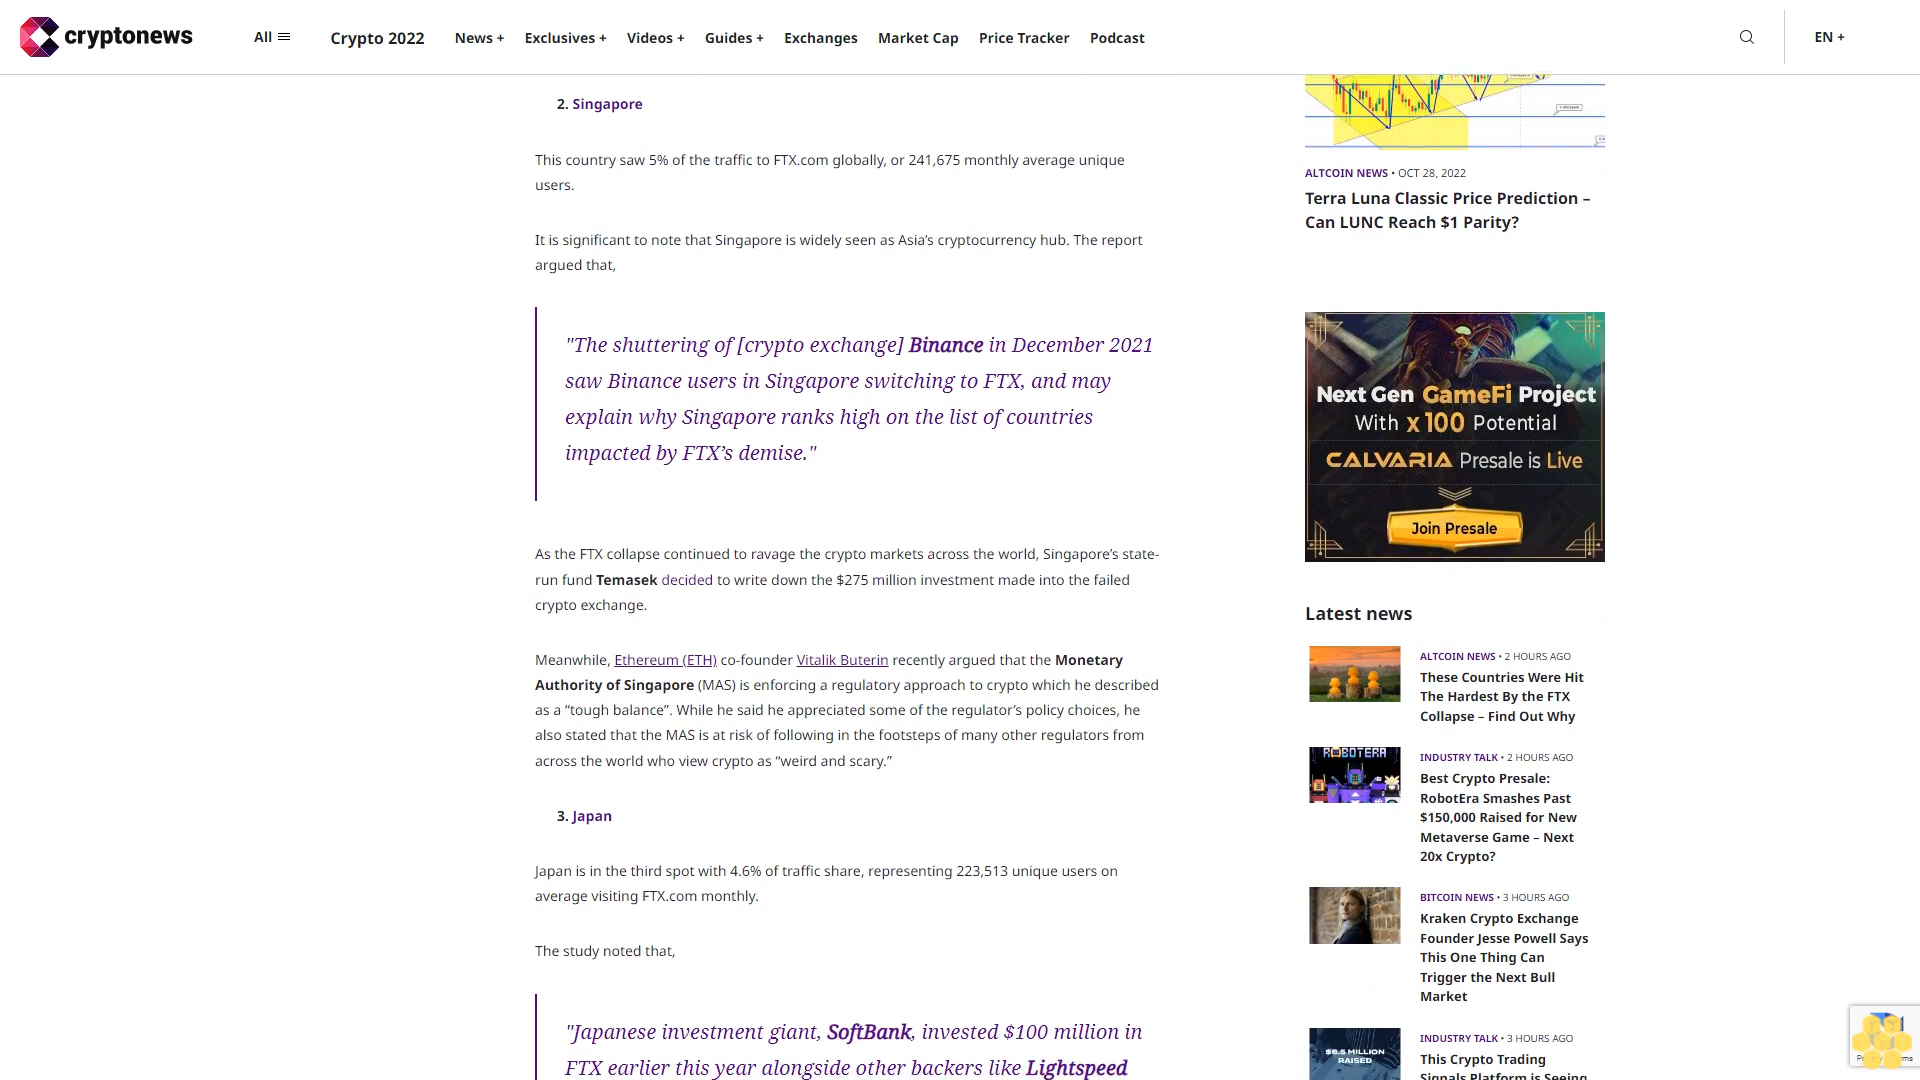 cryptonews
All
Crypto 2022
News +
Exclusives +
Videos +
Guides +
Exchanges
Market Cap
Price Tracker
Podcast
EN +
2. Singapore
This country saw 5% of the traffic to FTX.com globally, or 241,675 monthly average unique
users.
It is significant to note that Singapore is widely seen as Asia’s cryptocurrency hub. The report
argued that,
"The shuttering of [crypto exchange] Binance in December 2021
saw Binance users in Singapore switching to FTX, and may
explain why Singapore ranks high on the list of countries
impacted by FTX’s demise."
As the FTX collapse continued to ravage the crypto markets across the world, Singapore’s state-
run fund Temasek decided to write down the $275 million investment made into the failed
crypto exchange.
Meanwhile, Ethereum (ETH) co-founder Vitalik Buterin recently argued that the Monetary
Authority of Singapore (MAS) is enforcing a regulatory approach to crypto which he described
as a “tough balance”. While he said he appreciated some of the regulator’s policy choices, he
also stated that the MAS is at risk of following in the footsteps of many other regulators from
across the world who view crypto as “weird and scary.”
3. Japan
Japan is in the third spot with 4.6% of traffic share, representing 223,513 unique users on
average visiting FTX.com monthly.
The study noted that,
"Japanese investment giant, SoftBank, invested $100 million in
FTX earlier this year alongside other backers like Lightspeed
ALTCOIN NEWS • OCT 28, 2022
Terra Luna Classic Price Prediction –
Can LUNC Reach $1 Parity?
Next Gen GameFi Project
With x100 Potential
CALVARIA Presale is Live
Join Presale
Latest news
ALTCOIN NEWS • 2 HOURS AGO
These Countries Were Hit
The Hardest By the FTX
Collapse – Find Out Why
ROBOTERA
INDUSTRY TALK • 2 HOURS AGO
Best Crypto Presale:
RobotEra Smashes Past
$150,000 Raised for New
Metaverse Game – Next
20x Crypto?
BITCOIN NEWS • 3 HOURS AGO
Kraken Crypto Exchange
Founder Jesse Powell Says
This One Thing Can
Trigger the Next Bull
Market
$6.5 MILLION
RAISED
INDUSTRY TALK • 3 HOURS AGO
This Crypto Trading
Signals Platform is Seeing